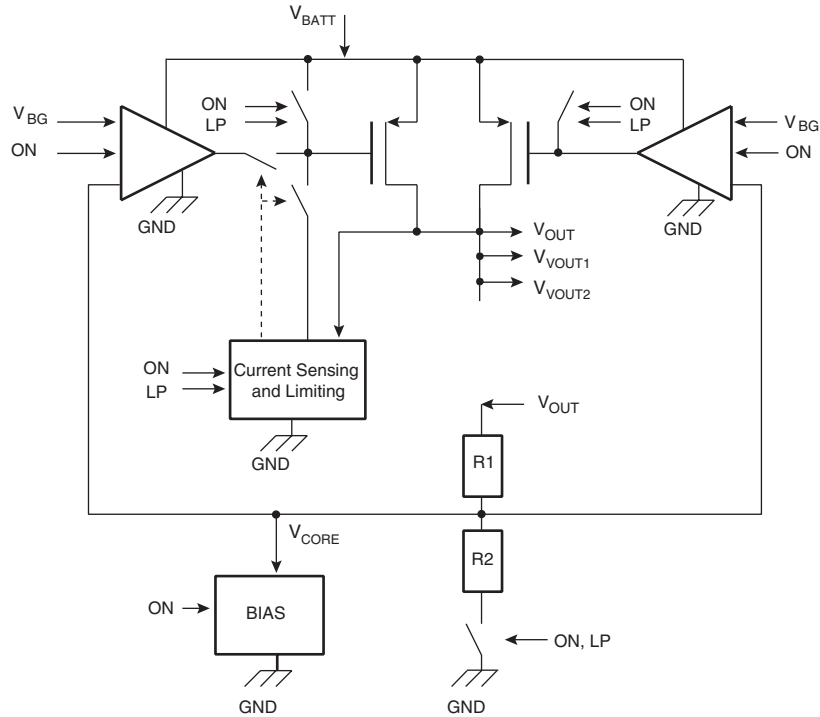 V_BATT
ON
LP
V_BG
ON
GND
ON
LP
V_BG
ON
GND
V_OUT
V_VOUT1
V_VOUT2
ON
LP
Current Sensing
and Limiting
GND
V_OUT
R1
V_CORE
R2
ON
BIAS
ON, LP
GND
GND